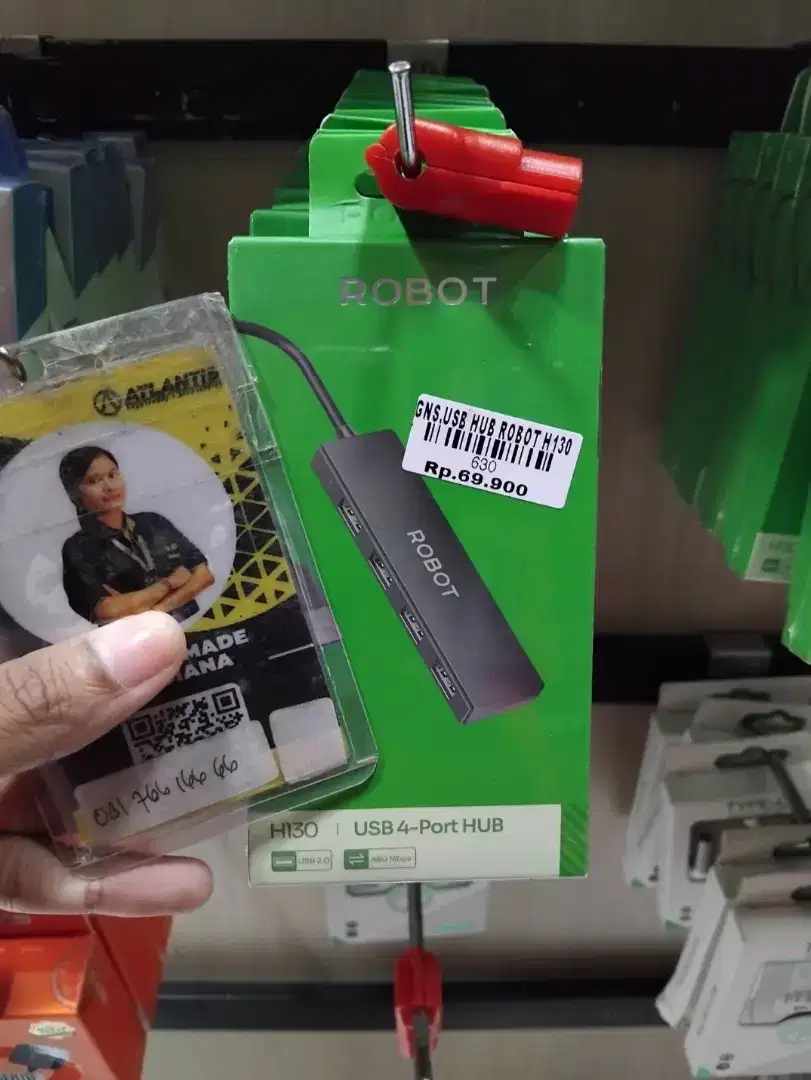 ROBOT
GNS.USB HUB ROBOT H130
630
Rp.69.900
ROBOT
ATLANTIS
MADE
ANA
081 766 166 66
H130 | USB 4-Port HUB
USB 2.0
480 Mbps